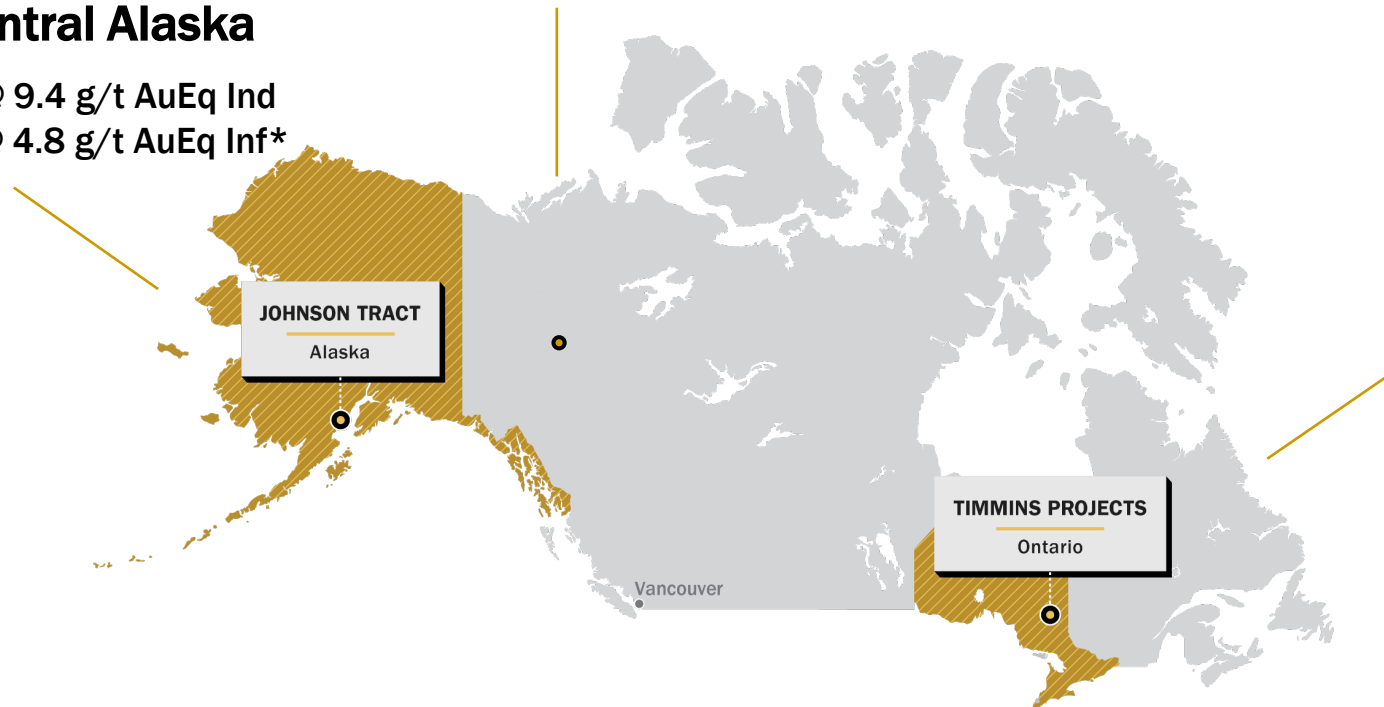 ntral Alaska
9.4 g/t AuEq Ind
4.8 g/t AuEq Inf*
JOHNSON TRACT
Alaska
TIMMINS PROJECTS
Ontario
Vancouver